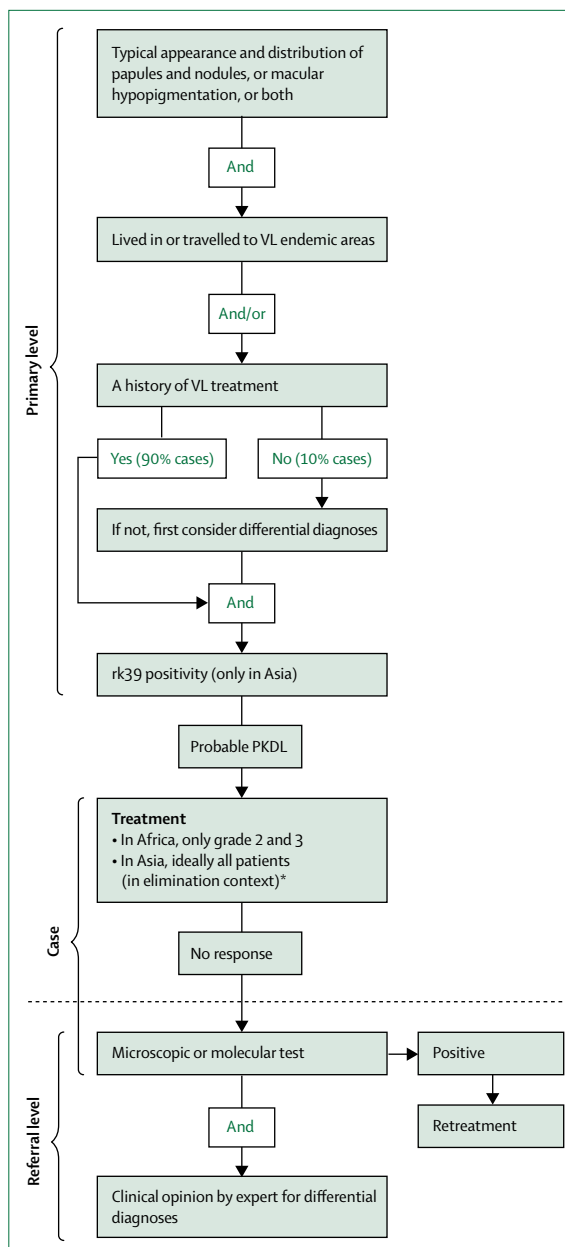 Primary level
Typical appearance and distribution of
papules and nodules, or macular
hypopigmentation, or both
And
Lived in or travelled to VL endemic areas
And/or
A history of VL treatment
Yes (90% cases)
No (10% cases)
If not, first consider differential diagnoses
And
rk39 positivity (only in Asia)
Probable PKDL
Case
Treatment
• In Africa, only grade 2 and 3
• In Asia, ideally all patients
(in elimination context)*
No response
Referral level
Microscopic or molecular test
Positive
Retreatment
And
Clinical opinion by expert for differential
diagnoses